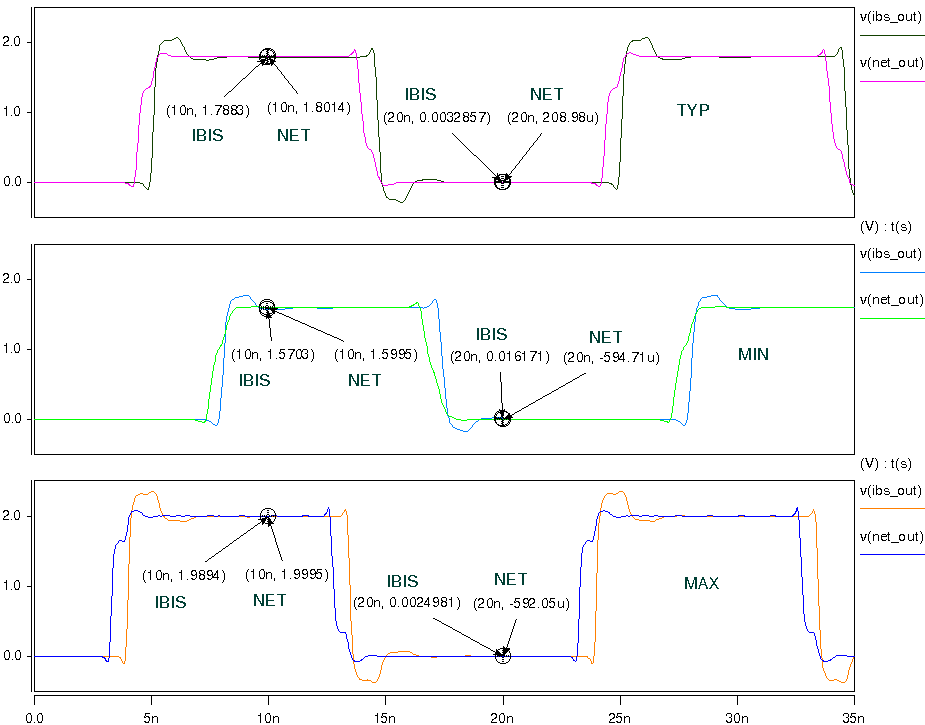 v(ibs_out)
2.0
v(net_out)
IBIS NET
(10n, 1.7883) (10n, 1.8014)
(20n, 0.0032857) (20n, 208.98u)
TYP
1.0
IBIS NET
0.0
(V) : t(s)
v(ibs_out)
2.0
v(net_out)
IBIS NET
1.0
(10n, 1.5703) (10n, 1.5995)
(20n, 0.016171) (20n, -594.71u)
MIN
IBIS NET
0.0
(V) : t(s)
v(ibs_out)
2.0
v(net_out)
(10n, 1.9894) (10n, 1.9995)
IBIS NET
1.0
MAX
IBIS NET
(20n, 0.0024981) (20n, -592.05u)
0.0
0.0 5n 10n 15n 20n 25n 30n 35n